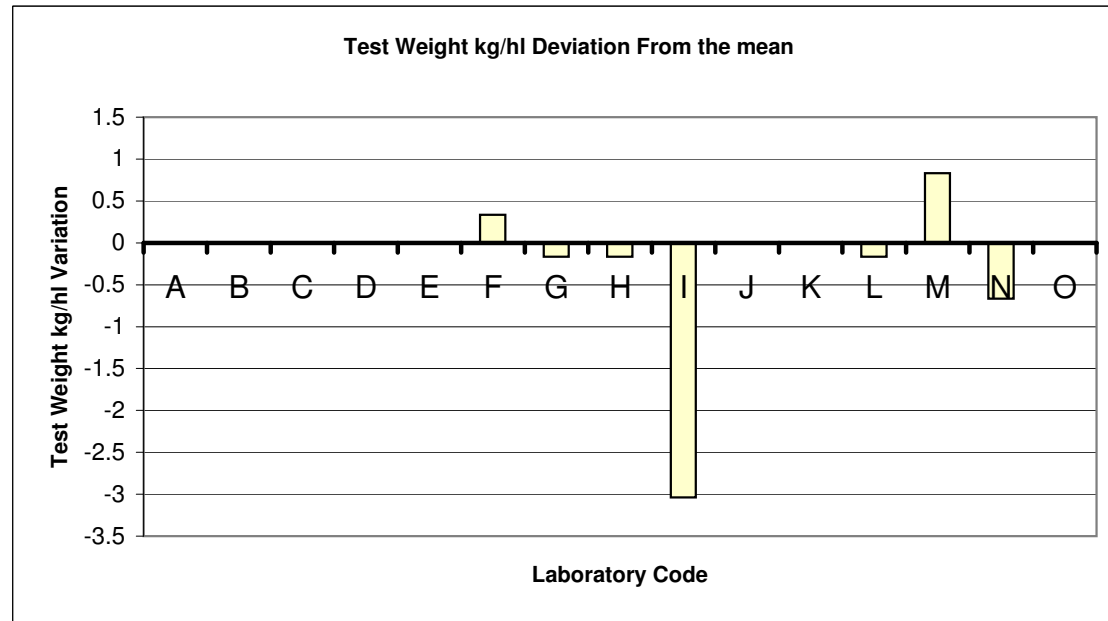 Test Weight kg/hl Deviation From the mean
1.5
1
0.5
0
-0.5
-1
-1.5
-2
-2.5
-3
-3.5
Test Weight kg/hl Variation
A B C D E F G H I J K L M N O
Laboratory Code